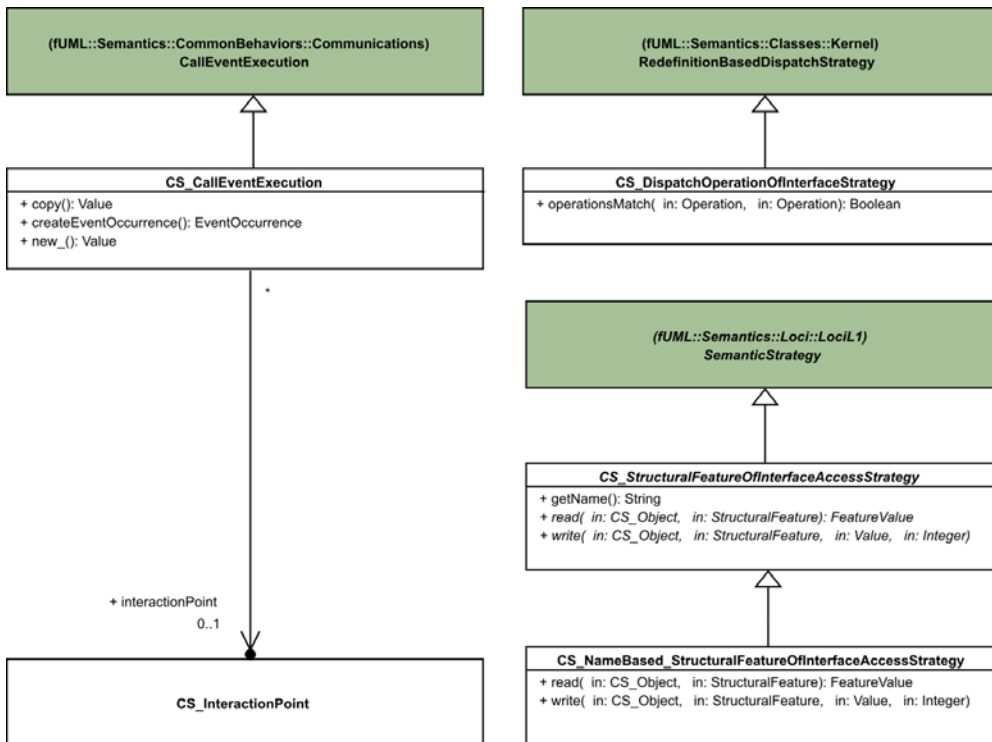 (fUML::Semantics::CommonBehaviors::Communications)
CallEventExecution
CS_CallEventExecution
+ copy(): Value
+ createEventOccurrence(): EventOccurrence
+ new_(): Value
*
+ interactionPoint
0..1
CS_InteractionPoint
(fUML::Semantics::Classes::Kernel)
RedefinitionBasedDispatchStrategy
CS_DispatchOperationOfInterfaceStrategy
+ operationsMatch( in: Operation, in: Operation): Boolean
(fUML::Semantics::Loci::LociL1)
SemanticStrategy
CS_StructuralFeatureOfInterfaceAccessStrategy
+ getName(): String
+ read( in: CS_Object, in: StructuralFeature): FeatureValue
+ write( in: CS_Object, in: StructuralFeature, in: Value, in: Integer)
CS_NameBased_StructuralFeatureOfInterfaceAccessStrategy
+ read( in: CS_Object, in: StructuralFeature): FeatureValue
+ write( in: CS_Object, in: StructuralFeature, in: Value, in: Integer)